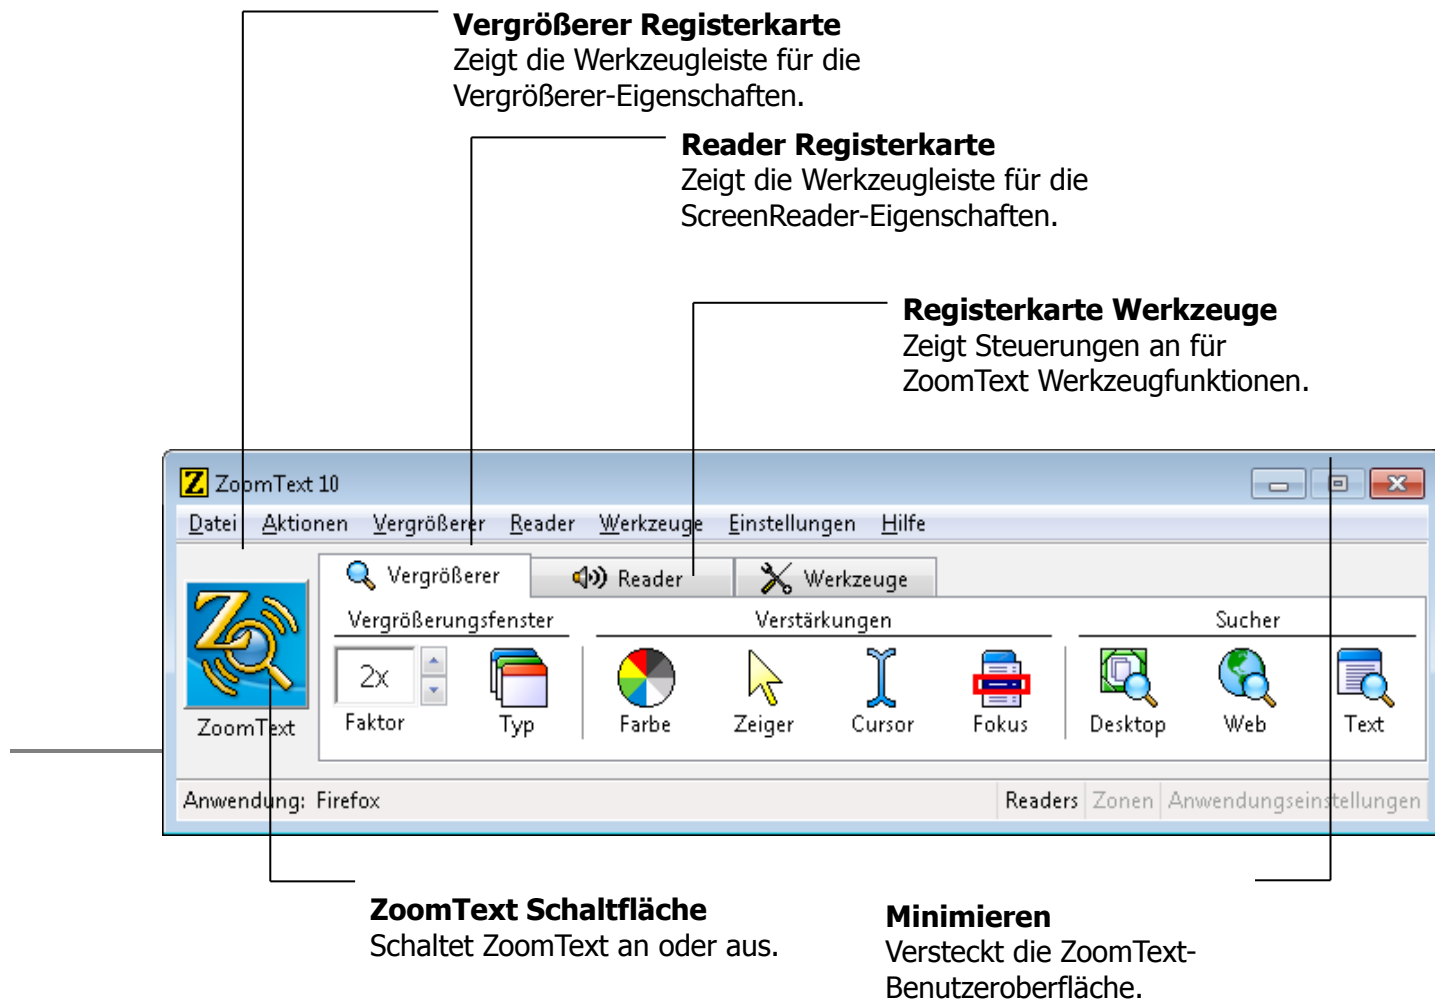 Vergrößerer Registerkarte
Zeigt die Werkzeugleiste für die
Vergrößerer-Eigenschaften.
Reader Registerkarte
Zeigt die Werkzeugleiste für die
ScreenReader-Eigenschaften.
Registerkarte Werkzeuge
Zeigt Steuerungen an für
ZoomText Werkzeugfunktionen.
Z ZoomText 10
Datei Aktionen Vergrößerer Reader Werkzeuge Einstellungen Hilfe
Vergrößerer Reader Werkzeuge
Vergrößerungsfenster Verstärkungen Sucher
2x
Faktor Typ Farbe Zeiger Cursor Fokus Desktop Web Text
ZoomText
Anwendung: Firefox Readers Zonen Anwendungseinstellungen
ZoomText Schaltfläche
Schaltet ZoomText an oder aus.
Minimieren
Versteckt die ZoomText-
Benutzeroberfläche.